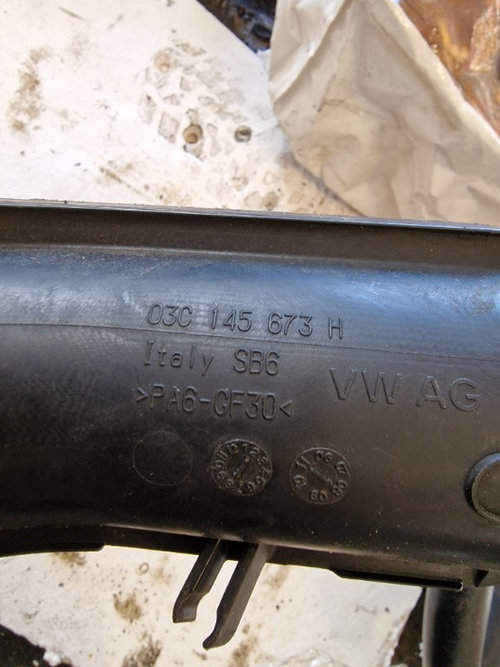 03C 145 673 H
Italy SB6
VW AG
>PA6-GF30<